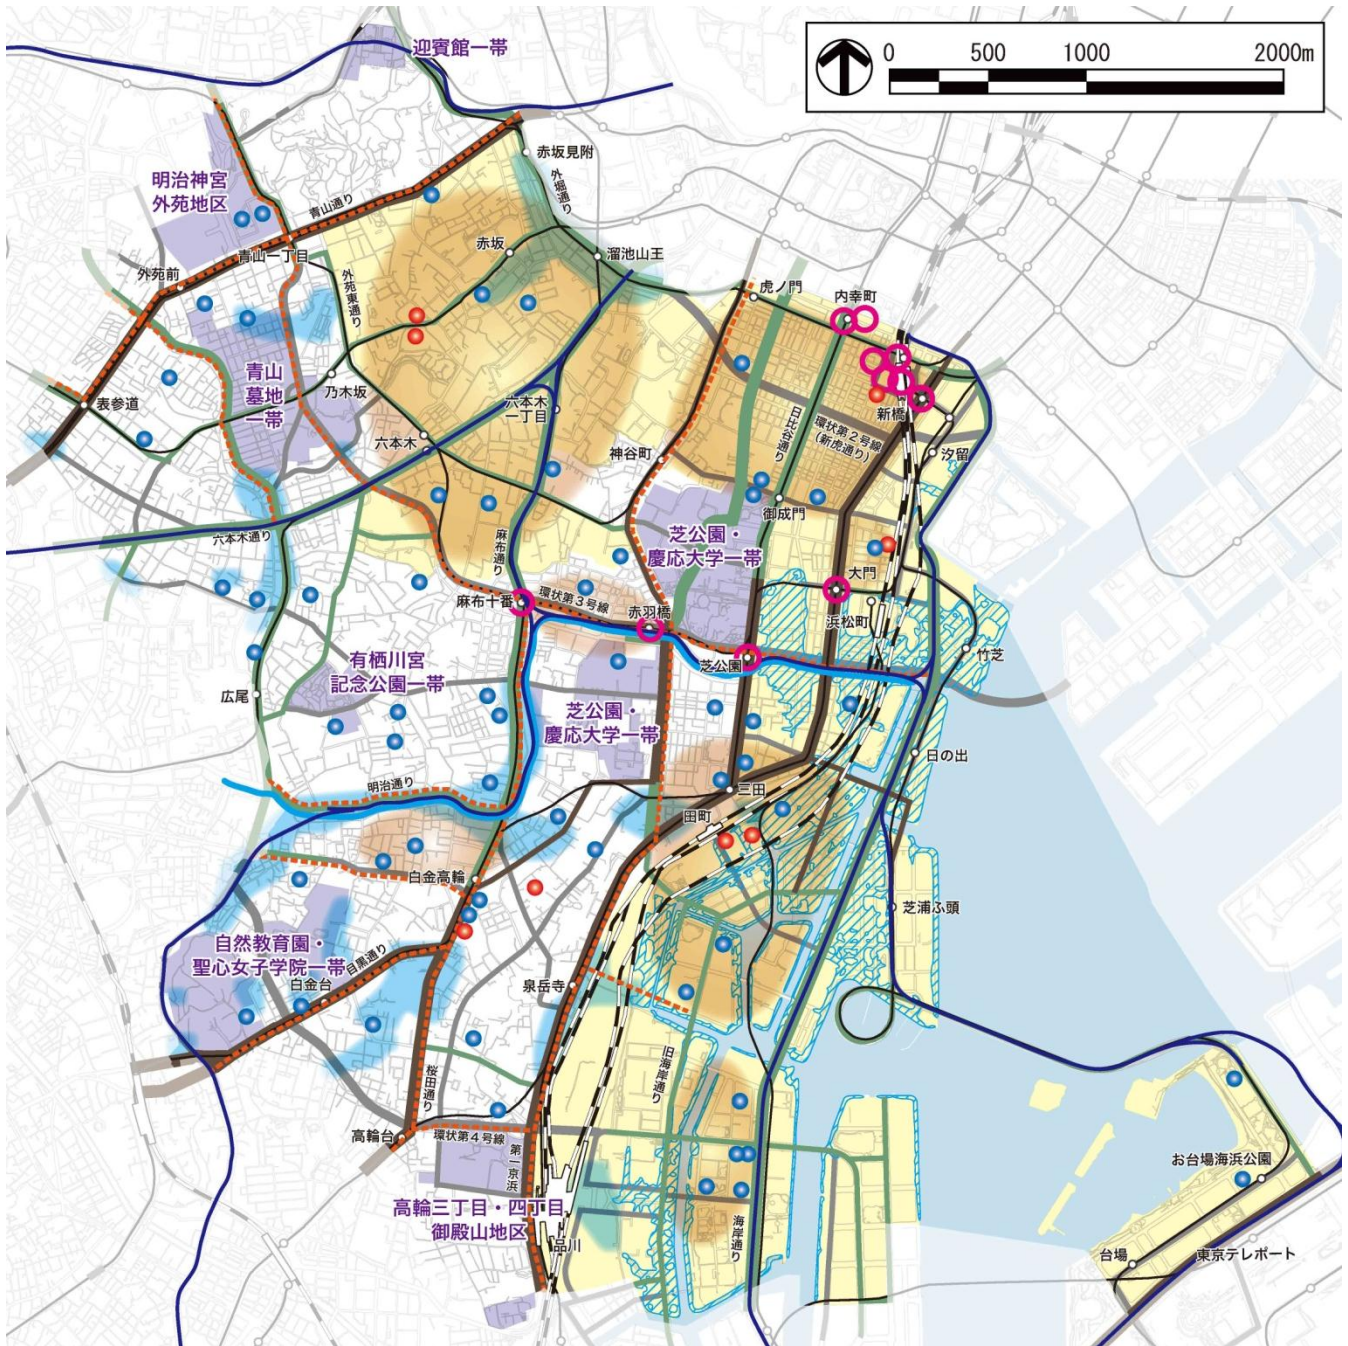 迎賓館一帯
0 500 1000 2000m
赤坂見附
外堀通り
明治神宮
外苑地区
青山通り
赤坂
溜池山王
青山一丁目
外苑前
外苑東通り
虎ノ門
内幸町
青山
墓地
一帯
乃木坂
表参道
六本木
一丁目
新橋
日比谷通り
環状第2号線
(新虎通り)
六本木
神谷町
汐留
御成門
六本木通り
麻布通り
芝公園・
慶応大学一帯
大門
麻布十番
環状第3号線
赤羽橋
浜松町
竹芝
有栖川宮
記念公園一帯
芝公園
広尾
芝公園・
慶応大学一帯
日の出
明治通り
三田
田町
白金高輪
芝浦ふ頭
自然教育園・
聖心女子学院一帯
目黒通り
白金台
泉岳寺
旧海岸通り
桜田通り
高輪台
環状第4号線
第一京浜
お台場海浜公園
高輪三丁目・四丁目
御殿山地区
品川
海岸通り
台場
東京テレポート